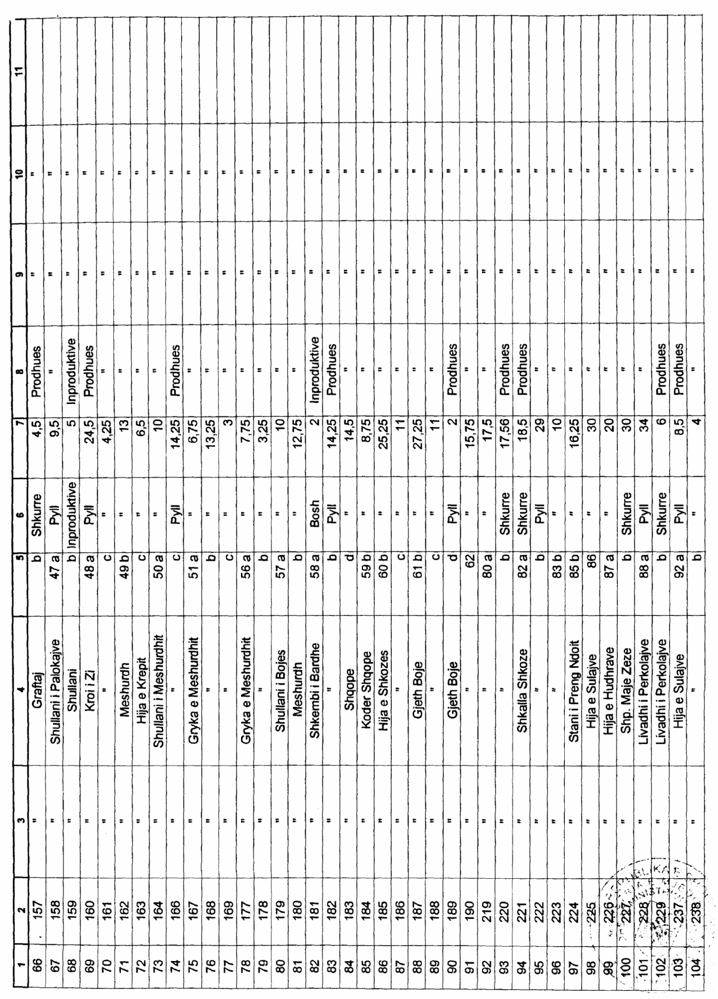 1 2 3 4 5 6 7 8 9 10 11
66 157 " Graftaj b Shkurre 4,5 Prodhues " "
67 158 " Shullani i Palokajve 47 a Pyll 9,5 " " "
68 159 " Shullani b Inproduktive 5 Inproduktive " "
69 160 " Kroi i Zi 48 a Pyll 24,5 Prodhues " "
70 161 " " c " 4,25 " " "
71 162 " Meshurdh 49 b " 13 " " "
72 163 " Hija e Krepit c " 6,5 " " "
73 164 " Shullani i Meshurdhit 50 a " 10 " " "
74 166 " " c Pyll 14,25 Prodhues " "
75 167 " Gryka e Meshurdhit 51 a " 6,75 " " "
76 168 " " b " 13,25 " " "
77 169 " " c " 3 " " "
78 177 " Gryka e Meshurdhit 56 a " 7,75 " " "
79 178 " " b " 3,25 " " "
80 179 " Shullani i Bojes 57 a " 10 " " "
81 180 " Meshurdh b " 12,75 " " "
82 181 " Shkembi i Bardhe 58 a Bosh 2 Inproduktive " "
83 182 " " b Pyll 14,25 Prodhues " "
84 183 " Shqope d " 14,5 " " "
85 184 " Koder Shqope 59 b " 8,75 " " "
86 185 " Hija e Shkozes 60 b " 25,25 " " "
87 186 " " c " 11 " " "
88 187 " Gjeth Boje 61 b " 27,25 " " "
89 188 " " c " 11 " " "
90 189 " Gjeth Boje d Pyll 2 Prodhues " "
91 190 " " 62 " 15,75 " " "
92 219 " " 80 a " 17,5 " " "
93 220 " " b Shkurre 17,56 Prodhues " "
94 221 " Shkalla Shkoze 82 a Shkurre 18,5 Prodhues " "
95 222 " " b Pyll 29 " " "
96 223 " " 83 b " 10 " " "
97 224 " Stani i Preng Ndoit 85 b " 16,25 " " "
98 225 " Hija e Sulajve 86 " 30 " " "
99 226 " Hija e Hudhrave 87 a " 20 " " "
100 227 " Shp. Maje Zeze b Shkurre 30 " " "
101 228 " Livadhi i Perkolajve 88 a Pyll 34 " " "
102 229 " Livadhi i Perkolajve b Shkurre 6 Prodhues " "
103 237 " Hija e Sulajve 92 a Pyll 8,5 Prodhues " "
104 238 " " b " 4 " " "
REPUBLIKA E